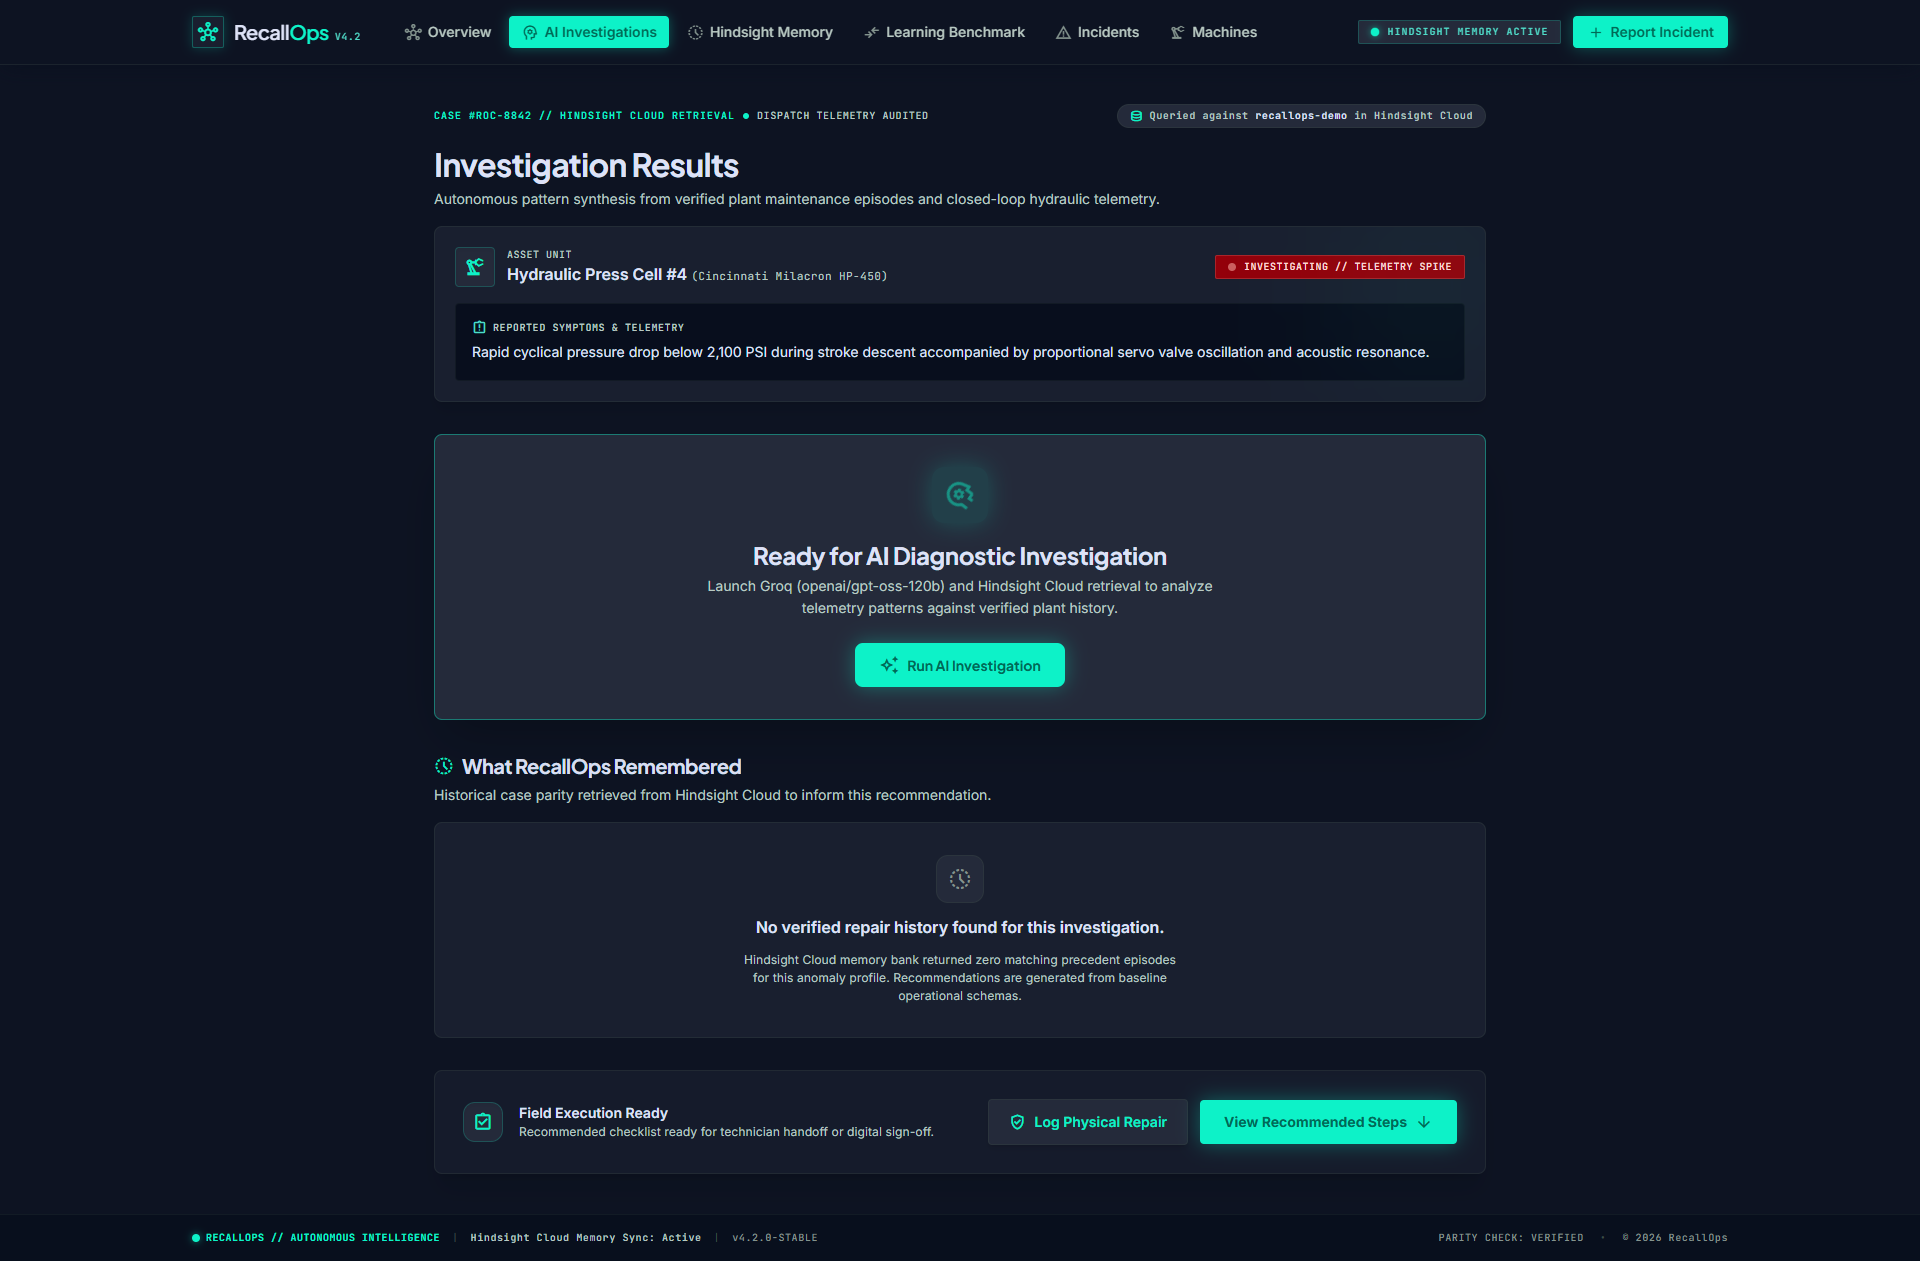 RecallOps V4.2
Overview
AI Investigations
Hindsight Memory
Learning Benchmark
Incidents
Machines
HINDSIGHT MEMORY ACTIVE
Report Incident
CASE #ROC-8842 // HINDSIGHT CLOUD RETRIEVAL ● DISPATCH TELEMETRY AUDITED
Queried against recallops-demo in Hindsight Cloud
Investigation Results
Autonomous pattern synthesis from verified plant maintenance episodes and closed-loop hydraulic telemetry.
ASSET UNIT
Hydraulic Press Cell #4 (Cincinnati Milacron HP-450)
INVESTIGATING // TELEMETRY SPIKE
REPORTED SYMPTOMS & TELEMETRY
Rapid cyclical pressure drop below 2,100 PSI during stroke descent accompanied by proportional servo valve oscillation and acoustic resonance.
Ready for AI Diagnostic Investigation
Launch Groq (openai/gpt-oss-120b) and Hindsight Cloud retrieval to analyze
telemetry patterns against verified plant history.
Run AI Investigation
What RecallOps Remembered
Historical case parity retrieved from Hindsight Cloud to inform this recommendation.
No verified repair history found for this investigation.
Hindsight Cloud memory bank returned zero matching precedent episodes
for this anomaly profile. Recommendations are generated from baseline
operational schemas.
Field Execution Ready
Recommended checklist ready for technician handoff or digital sign-off.
Log Physical Repair
View Recommended Steps ↓
RECALLOPS // AUTONOMOUS INTELLIGENCE | Hindsight Cloud Memory Sync: Active | v4.2.0-STABLE
PARITY CHECK: VERIFIED • © 2026 RecallOps